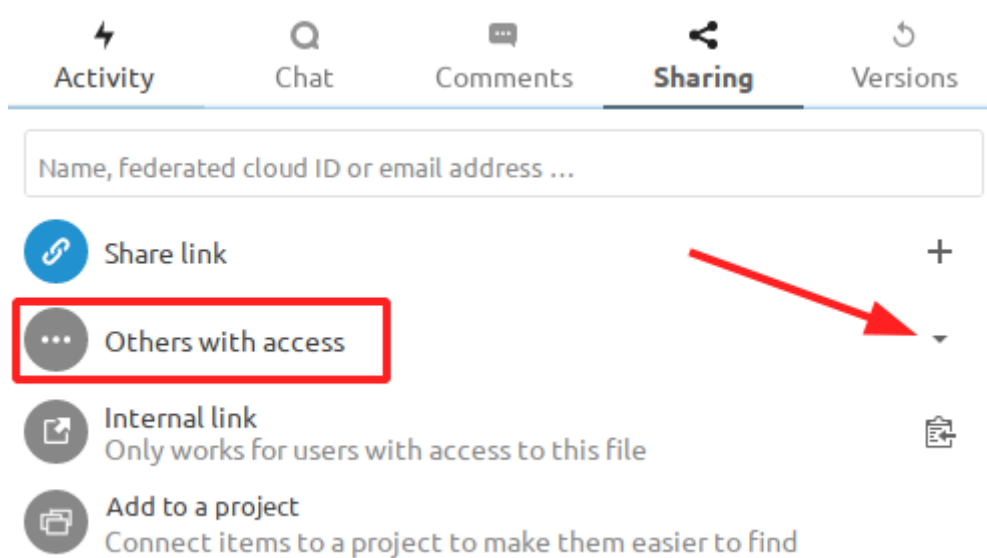 Activity Chat Comments Sharing Versions
Name, federated cloud ID or email address ...
Share link
Others with access
Internal link
Only works for users with access to this file
Add to a project
Connect items to a project to make them easier to find